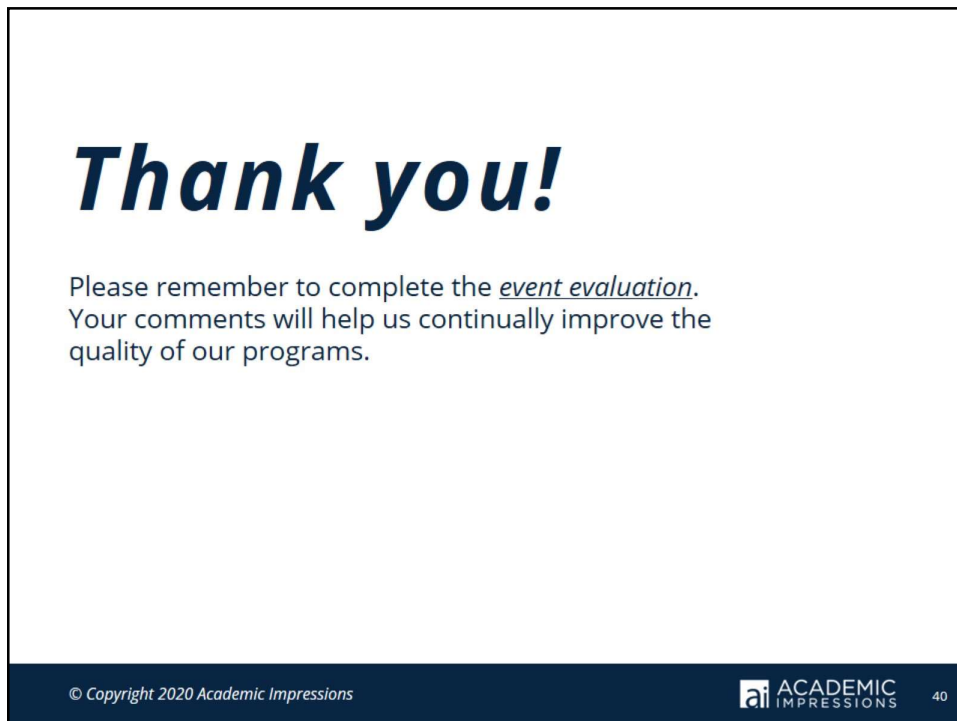 Thank you!
Please remember to complete the event evaluation.
Your comments will help us continually improve the
quality of our programs.
© Copyright 2020 Academic Impressions
ai ACADEMIC
IMPRESSIONS
40